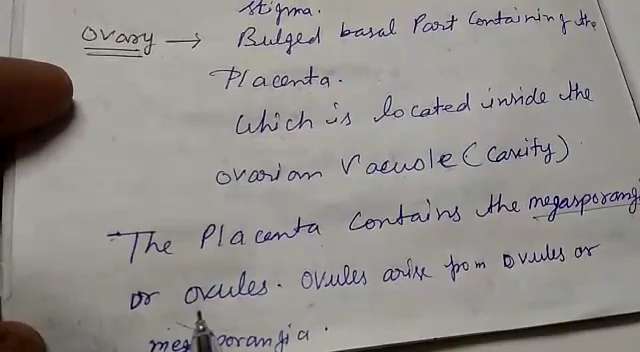 stigma.
Ovary → Bulged basal Part Containing the
Placenta.
Which is located inside the
ovarian Vacuole (Cavity)
The Placenta Contains the megasporangi
or ovules. Ovules arise from Ovules or